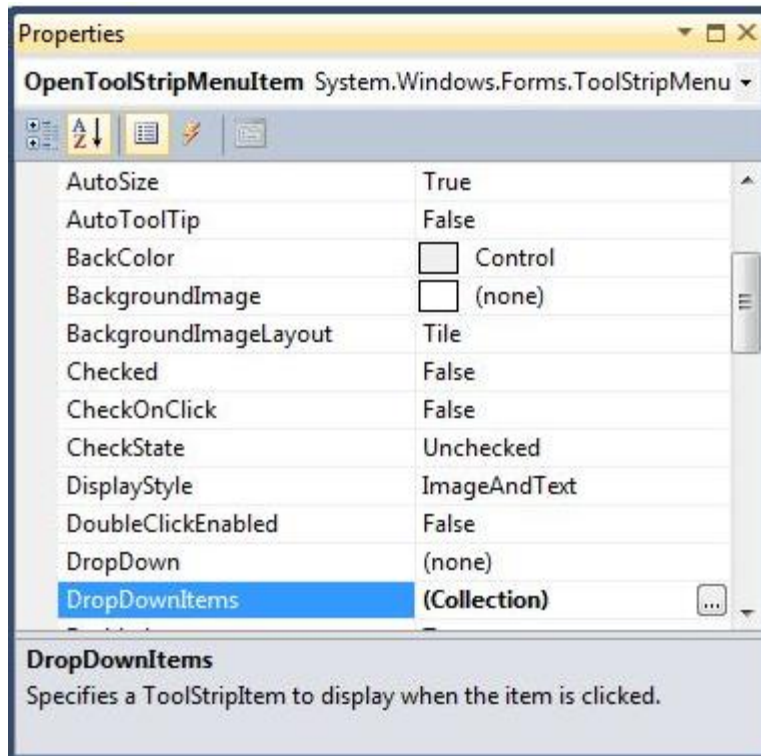 Properties
OpenToolStripMenuItem System.Windows.Forms.ToolStripMenu
AutoSize True
AutoToolTip False
BackColor Control
BackgroundImage (none)
BackgroundImageLayout Tile
Checked False
CheckOnClick False
CheckState Unchecked
DisplayStyle ImageAndText
DoubleClickEnabled False
DropDown (none)
DropDownItems (Collection) ...
DropDownItems
Specifies a ToolStripItem to display when the item is clicked.